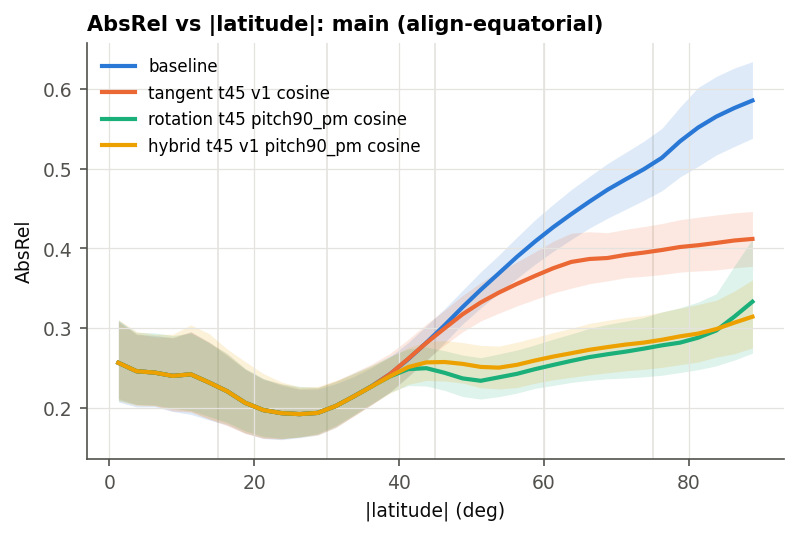 AbsRel vs |latitude|: main (align-equatorial)
baseline
tangent t45 v1 cosine
rotation t45 pitch90_pm cosine
hybrid t45 v1 pitch90_pm cosine
AbsRel
0.6
0.5
0.4
0.3
0.2
0 20 40 60 80
|latitude| (deg)